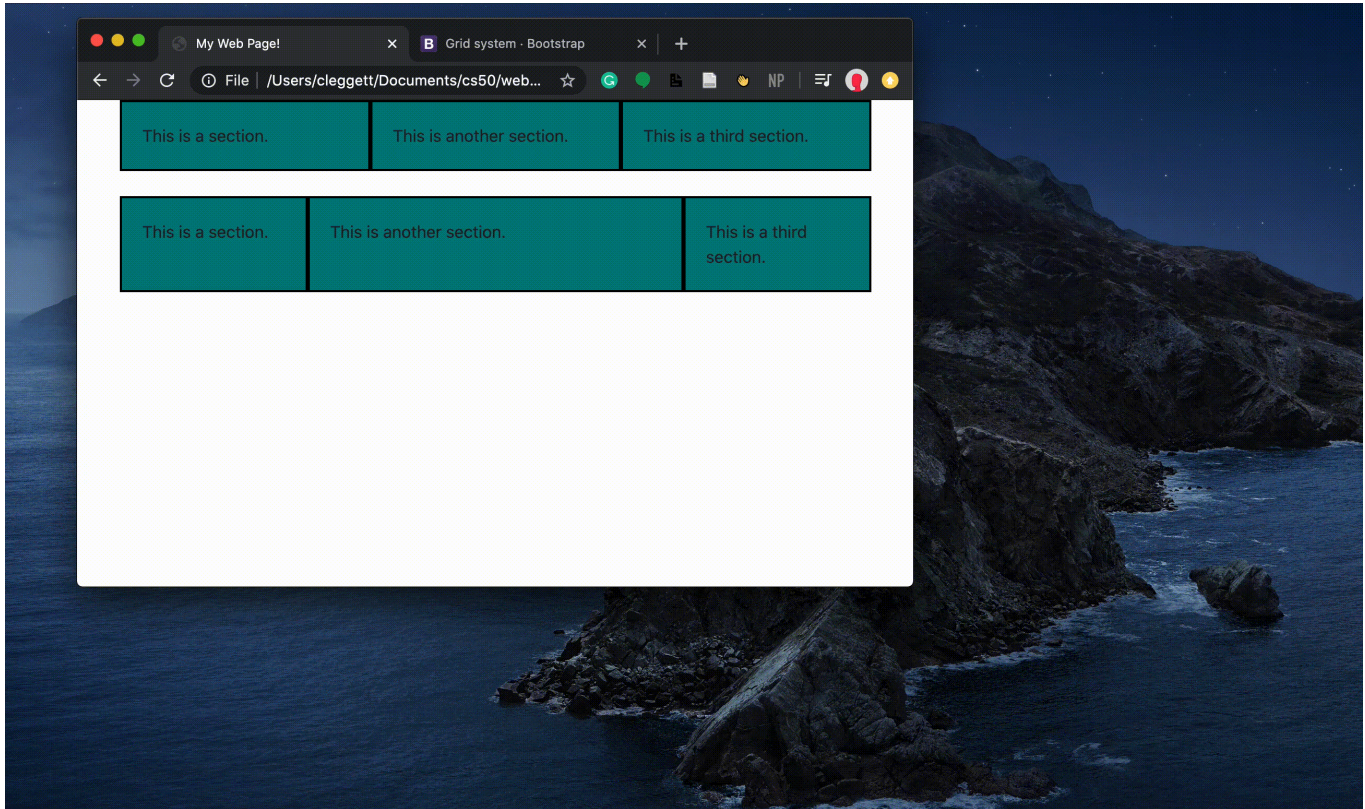 My Web Page!
B Grid system · Bootstrap
File /Users/cleggett/Documents/cs50/web...
NP
This is a section.
This is another section.
This is a third section.
This is a section.
This is another section.
This is a third
section.